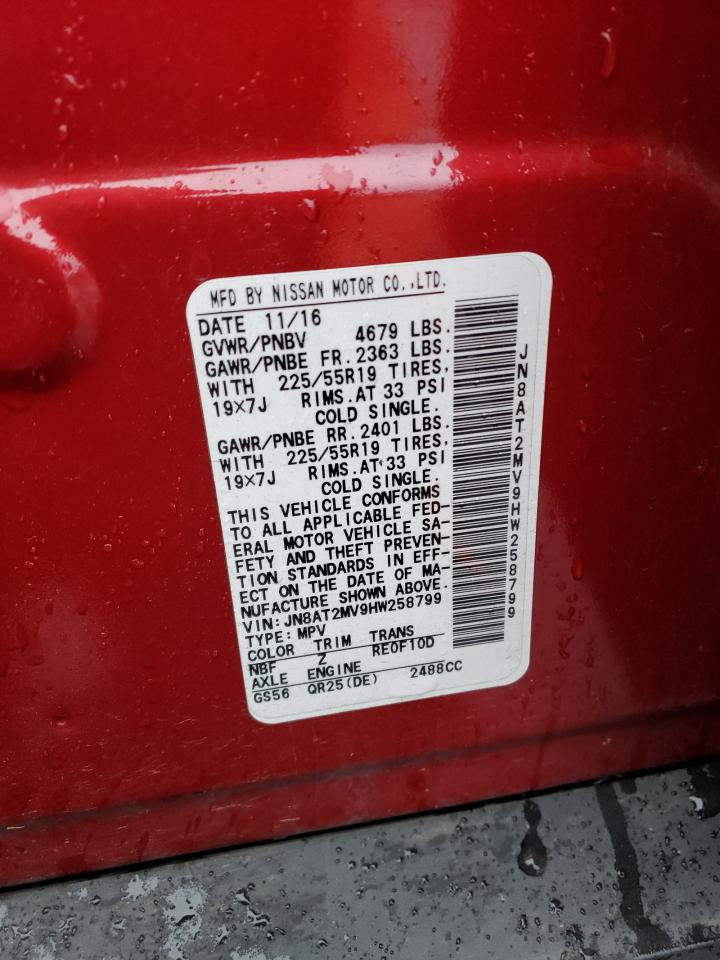 MFD BY NISSAN MOTOR CO.,LTD.
DATE 11/16
GVWR/PNBV 4679 LBS.
GAWR/PNBE FR. 2363 LBS.
WITH 225/55R19 TIRES,
19×7J RIMS. AT 33 PSI
COLD SINGLE.
GAWR/PNBE RR. 2401 LBS.
WITH 225/55R19 TIRES,
19×7J RIMS. AT 33 PSI
COLD SINGLE.
THIS VEHICLE CONFORMS
TO ALL APPLICABLE FED-
ERAL MOTOR VEHICLE SA-
FETY AND THEFT PREVEN-
TION STANDARDS IN EFF-
ECT ON THE DATE OF MA-
NUFACTURE SHOWN ABOVE.
VIN: JN8AT2MV9HW258799
TYPE: MPV
COLOR TRIM TRANS
NBF Z RE0F10D
AXLE ENGINE
GS56 QR25(DE) 2488CC
JN8AT2MV9HW258799